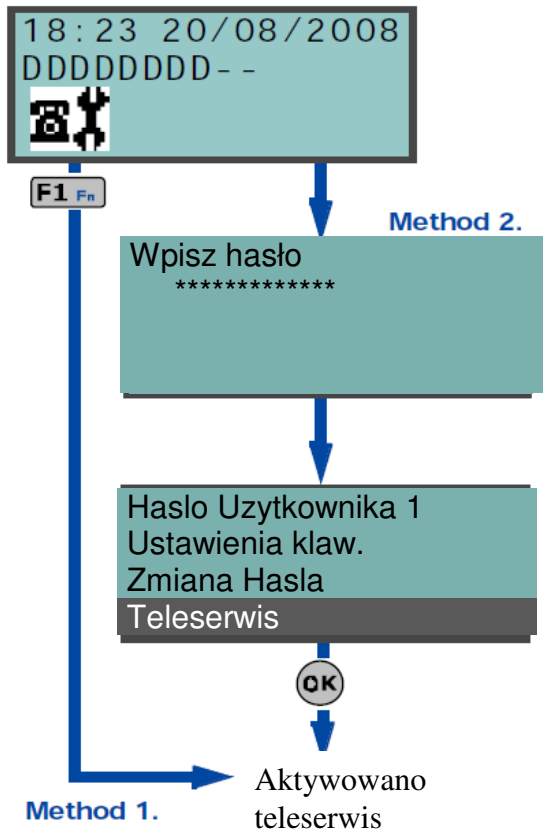 18:23 20/08/2008
DDDDDDDD--
F1 Fn
Method 2.
Wpisz hasło
*************
Haslo Uzytkownika 1
Ustawienia klaw.
Zmiana Hasla
Teleserwis
OK
Aktywowano
teleserwis
Method 1.